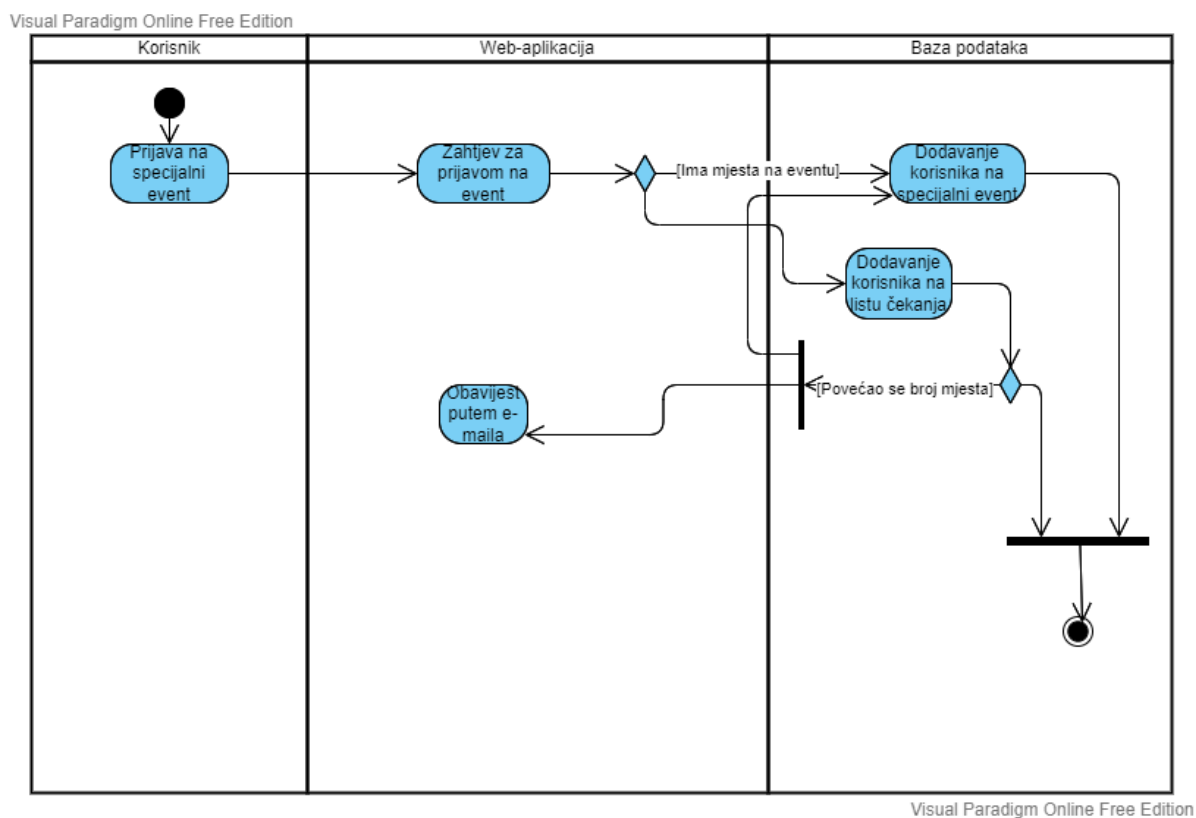 Visual Paradigm Online Free Edition
Korisnik
Web-aplikacija
Baza podataka
Prijava na
specijalni
event
Zahtjev za
prijavom na
event
[Ima mjesta na eventu]
Dodavanje
korisnika na
specijalni event
Dodavanje
korisnika na
listu čekanja
Obavijest
putem e-
maila
[Povećao se broj mjesta]
Visual Paradigm Online Free Edition